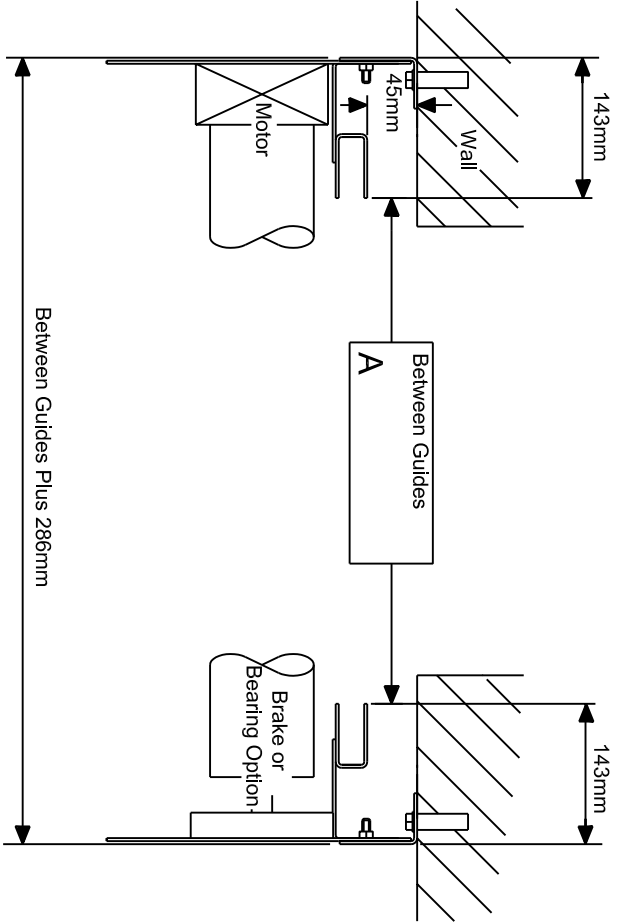 143mm
Wall
45mm
Motor
Between Guides
A
Between Guides Plus 286mm
143mm
Brake or
Bearing Option